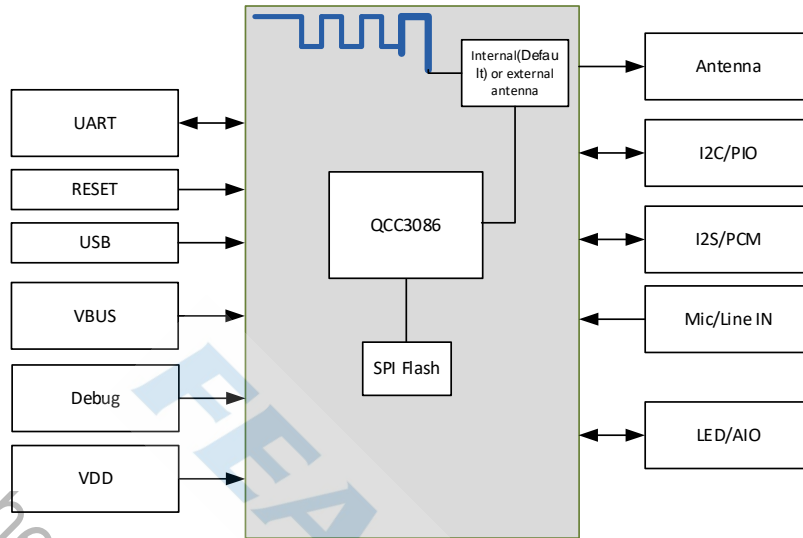 Internal(Defau
lt) or external
antenna
Antenna
UART
I2C/PIO
RESET
QCC3086
USB
I2S/PCM
VBUS
Mic/Line IN
SPI Flash
Debug
LED/AIO
VDD
FEA